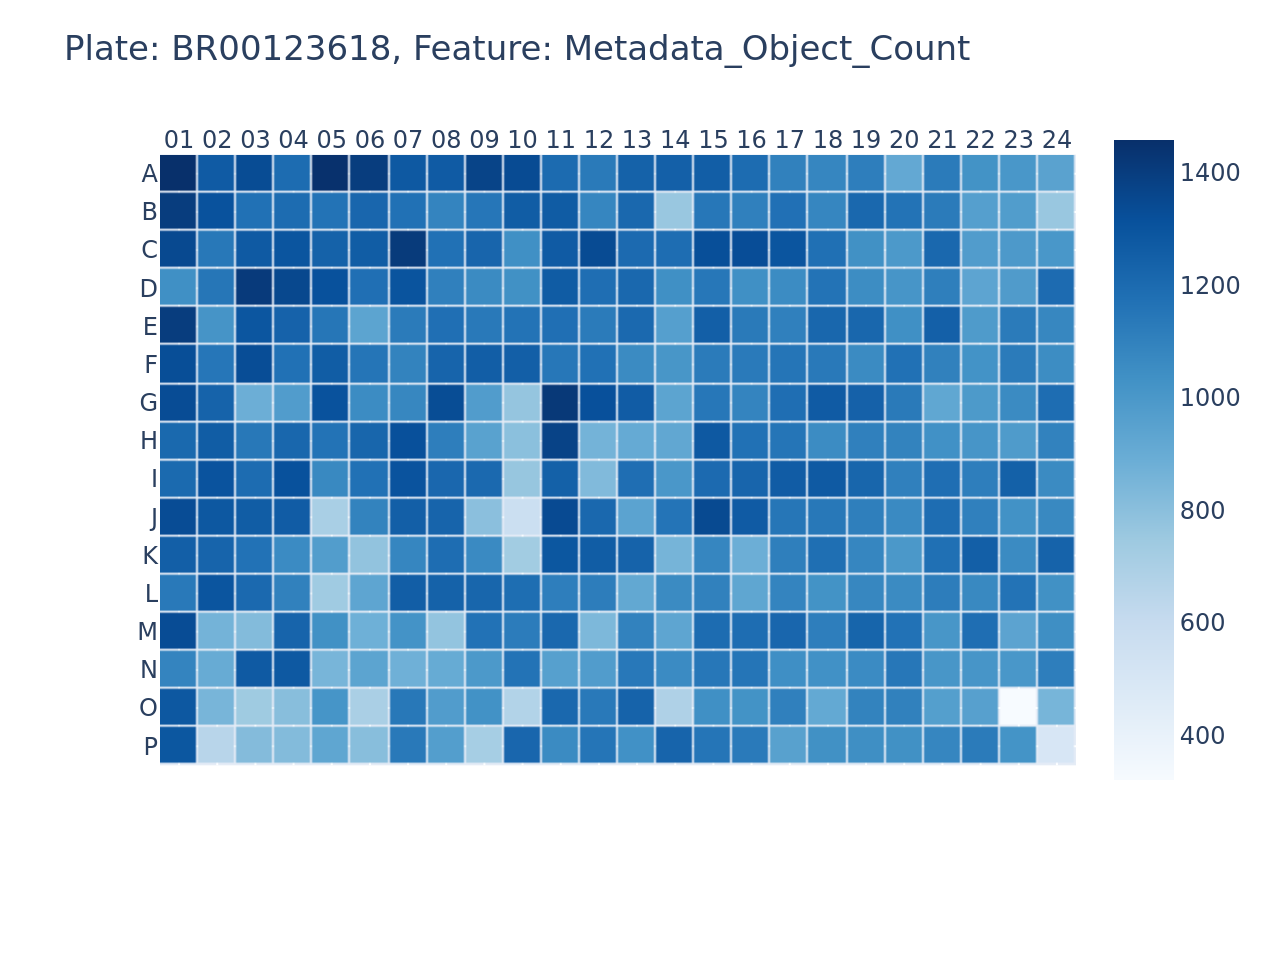 Plate: BR00123618, Feature: Metadata_Object_Count
01 02 03 04 05 06 07 08 09 10 11 12 13 14 15 16 17 18 19 20 21 22 23 24
A
B
C
D
E
F
G
H
I
J
K
L
M
N
O
P
1400
1200
1000
800
600
400